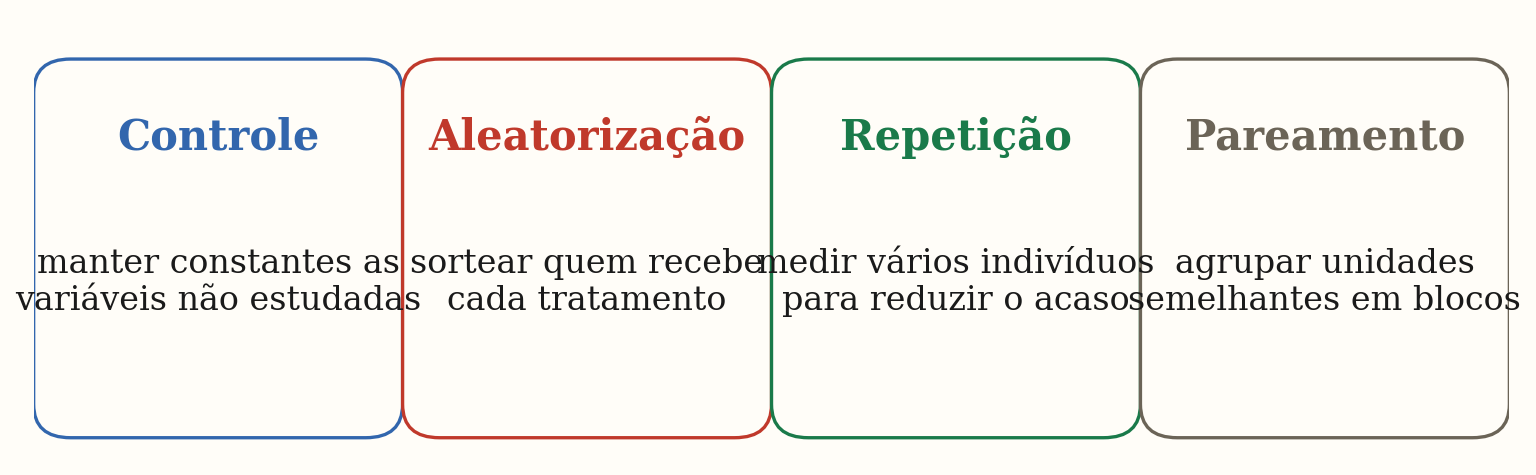 Controle
manter constantes as
variáveis não estudadas
Aleatorização
sortear quem recebe
cada tratamento
Repetição
medir vários indivíduos
para reduzir o acaso
Pareamento
agrupar unidades
semelhantes em blocos